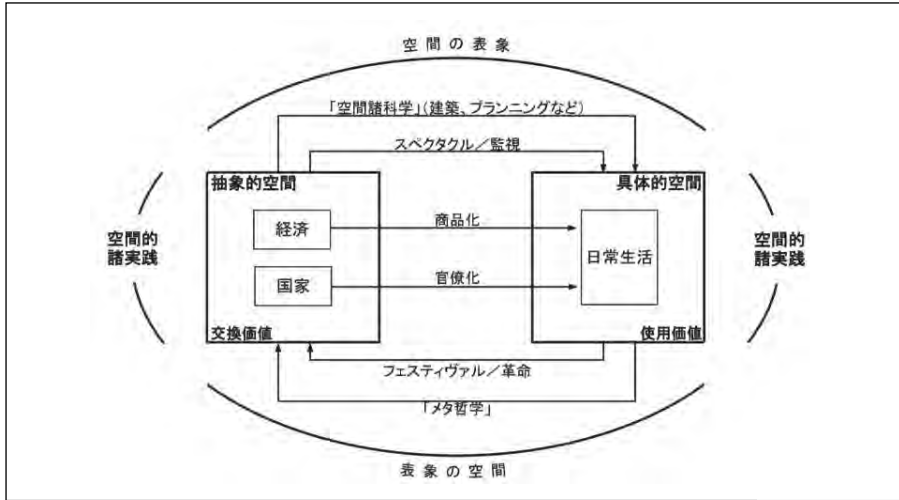 空間の表象
「空間諸科学」(建築、プランニングなど)
スペクタクル／監視
抽象的空間
具体的空間
経済
商品化
日常生活
空間的
諸実践
空間的
諸実践
国家
官僚化
交換価値
使用価値
フェスティヴァル／革命
「メタ哲学」
表象の空間